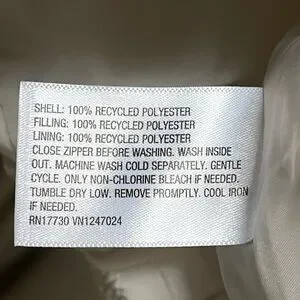 SHELL: 100% RECYCLED POLYESTER
FILLING: 100% RECYCLED POLYESTER
LINING: 100% RECYCLED POLYESTER
CLOSE ZIPPER BEFORE WASHING. WASH INSIDE
OUT. MACHINE WASH COLD SEPARATELY. GENTLE
CYCLE. ONLY NON-CHLORINE BLEACH IF NEEDED.
TUMBLE DRY LOW. REMOVE PROMPTLY. COOL IRON
IF NEEDED.
RN17730 VN1247024